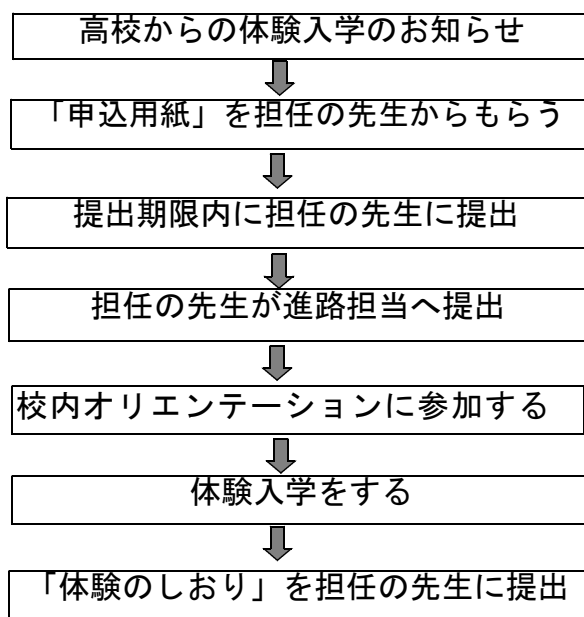 高校からの体験入学のお知らせ
「申込用紙」を担任の先生からもらう
提出期限内に担任の先生に提出
担任の先生が進路担当へ提出
校内オリエンテーションに参加する
体験入学をする
「体験のしおり」を担任の先生に提出